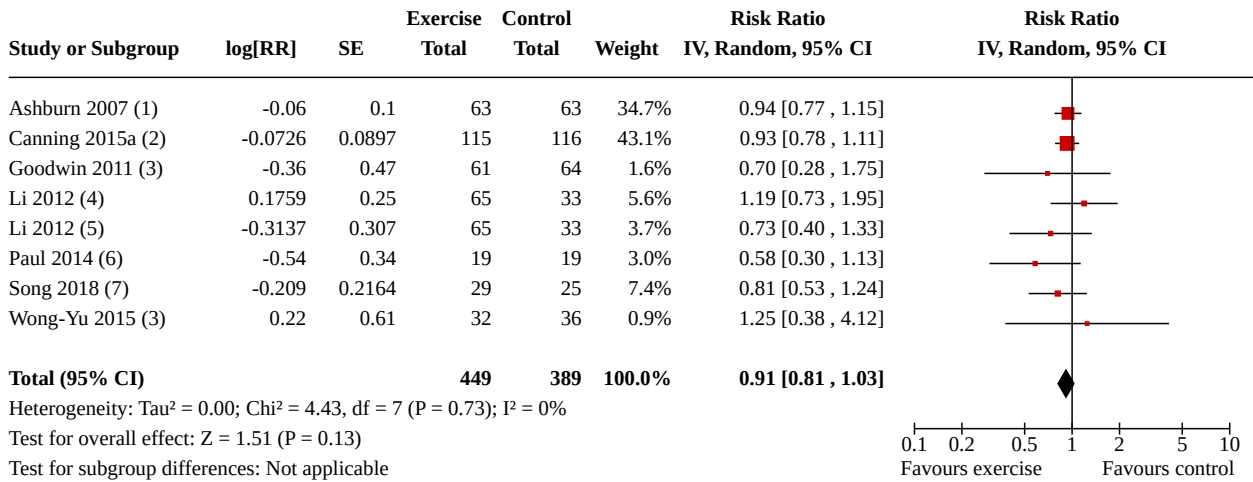 Exercise Control Risk Ratio Risk Ratio
Study or Subgroup log[RR] SE Total Total Weight IV, Random, 95% CI IV, Random, 95% CI
Ashburn 2007 (1) -0.06 0.1 63 63 34.7% 0.94 [0.77 , 1.15]
Canning 2015a (2) -0.0726 0.0897 115 116 43.1% 0.93 [0.78 , 1.11]
Goodwin 2011 (3) -0.36 0.47 61 64 1.6% 0.70 [0.28 , 1.75]
Li 2012 (4) 0.1759 0.25 65 33 5.6% 1.19 [0.73 , 1.95]
Li 2012 (5) -0.3137 0.307 65 33 3.7% 0.73 [0.40 , 1.33]
Paul 2014 (6) -0.54 0.34 19 19 3.0% 0.58 [0.30 , 1.13]
Song 2018 (7) -0.209 0.2164 29 25 7.4% 0.81 [0.53 , 1.24]
Wong-Yu 2015 (3) 0.22 0.61 32 36 0.9% 1.25 [0.38 , 4.12]
Total (95% CI) 449 389 100.0% 0.91 [0.81 , 1.03]
Heterogeneity: Tau² = 0.00; Chi² = 4.43, df = 7 (P = 0.73); I² = 0%
Test for overall effect: Z = 1.51 (P = 0.13)
Test for subgroup differences: Not applicable
0.1 0.2 0.5 1 2 5 10
Favours exercise Favours control